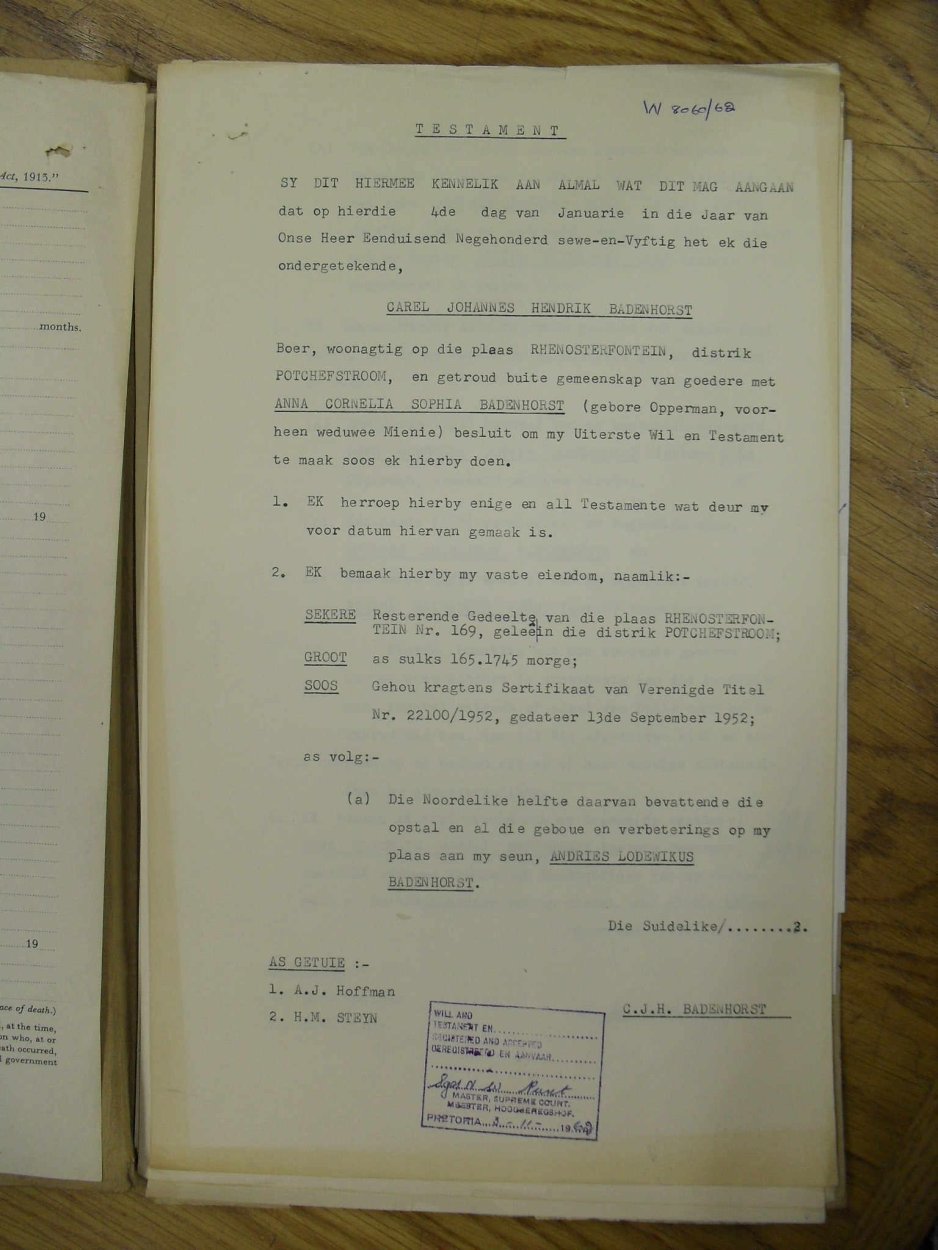 Act, 1913."
months.
19
19
ace of death.)
, at the time,
on who, at or
eath occurred,
l government
W 8060/62
T E S T A M E N T
SY DIT HIERMEE KENNELIK AAN ALMAL WAT DIT MAG AANGAAN
dat op hierdie 4de dag van Januarie in die Jaar van
Onse Heer Eenduisend Negehonderd sewe-en-Vyftig het ek die
ondergetekende,
CAREL JOHANNES HENDRIK BADENHORST
Boer, woonagtig op die plaas RHENOSTERFONTEIN, distrik
POTCHEFSTROOM, en getroud buite gemeenskap van goedere met
ANNA CORNELIA SOPHIA BADENHORST (gebore Opperman, voor-
heen weduwee Mienie) besluit om my Uiterste Wil en Testament
te maak soos ek hierby doen.
1. EK herroep hierby enige en all Testamente wat deur my
voor datum hiervan gemaak is.
2. EK bemaak hierby my vaste eiendom, naamlik:-
SEKERE Resterende Gedeelte van die plaas RHENOSTERFON-
TEIN Nr. 169, geleë in die distrik POTCHEFSTROOM;
GROOT as sulks 165.1745 morge;
SOOS Gehou kragtens Sertifikaat van Verenigde Titel
Nr. 22100/1952, gedateer 13de September 1952;
as volg:-
(a) Die Noordelike helfte daarvan bevattende die
opstal en al die geboue en verbeterings op my
plaas aan my seun, ANDRIES LODEWIKUS
BADENHORST.
Die Suidelike/........2.
AS GETUIE :-
1. A.J. Hoffman
2. H.M. STEYN
C.J.H. BADENHORST
WILL AND
TESTAMENT EN
REGISTERED AND ACCEPTED
GEREGISTREERD EN AANVAAR
MASTER, SUPREME COURT.
MEESTER, HOOGGEREGSHOF.
PRETORIA 19